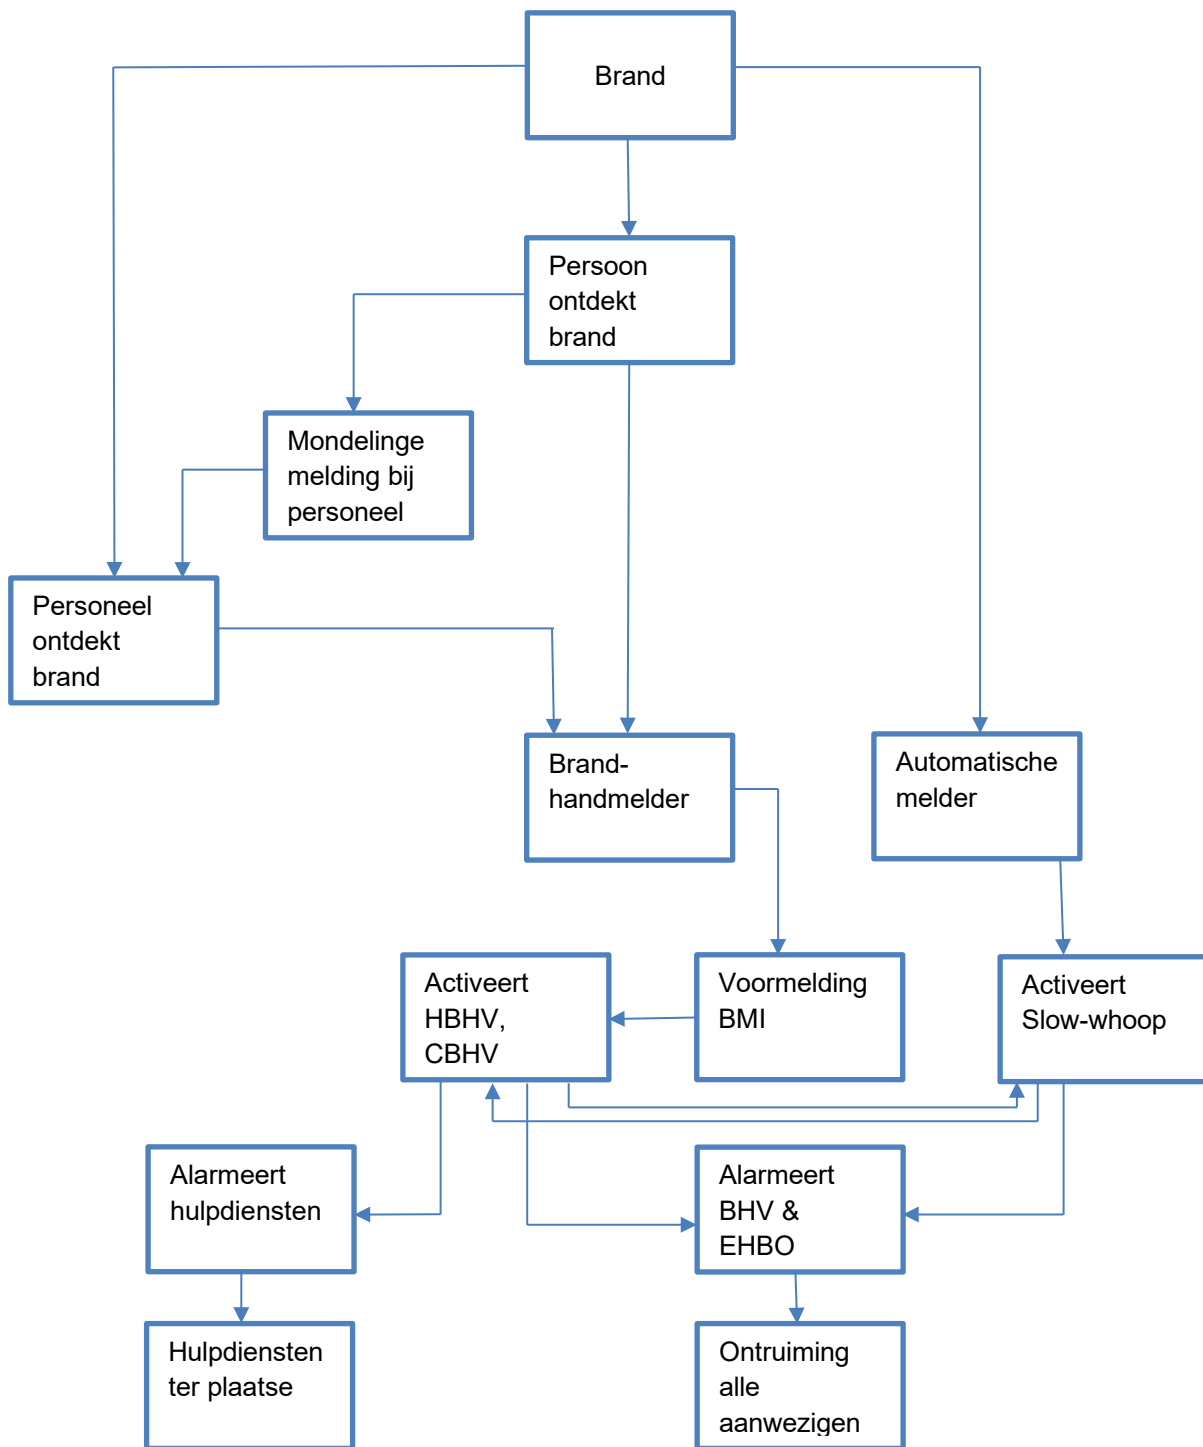 Brand
Persoon
ontdekt
brand
Mondelinge
melding bij
personeel
Personeel
ontdekt
brand
Brand-
handmelder
Automatische
melder
Activeert
HBHV,
CBHV
Voormelding
BMI
Activeert
Slow-whoop
Alarmeert
hulpdiensten
Alarmeert
BHV &
EHBO
Hulpdiensten
ter plaatse
Ontruiming
alle
aanwezigen